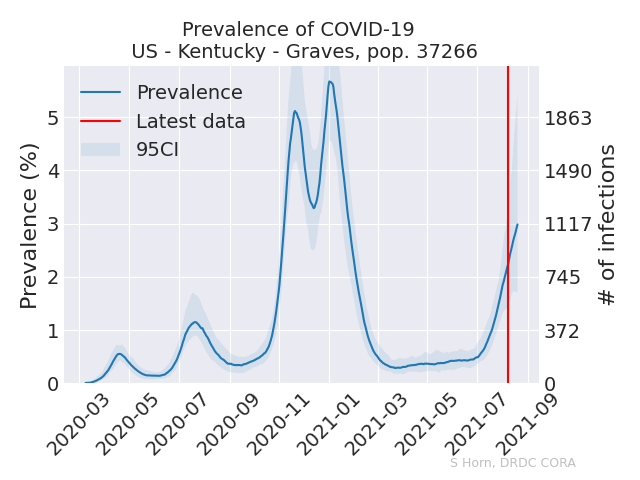 Prevalence of COVID-19
US - Kentucky - Graves, pop. 37266
Prevalence
Latest data
95CI
Prevalence (%)
5
4
3
2
1
0
1863
1490
1117
745
372
0
# of infections
2020-03
2020-05
2020-07
2020-09
2020-11
2021-01
2021-03
2021-05
2021-07
2021-09
S Horn, DRDC CORA